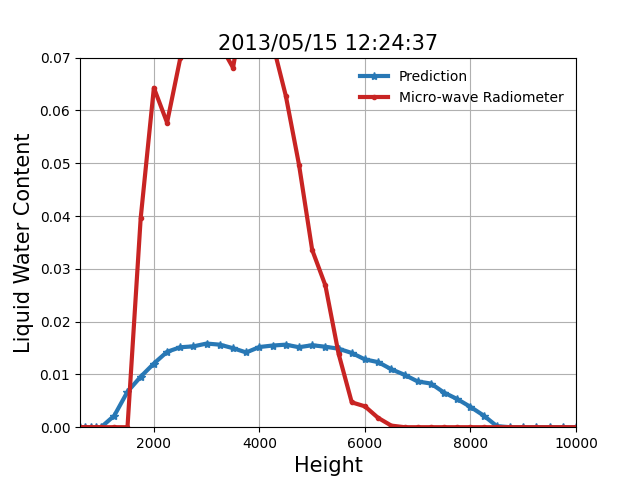 2013/05/15 12:24:37
Prediction
Micro-wave Radiometer
Liquid Water Content
0.07
0.06
0.05
0.04
0.03
0.02
0.01
0.00
2000 4000 6000 8000 10000
Height